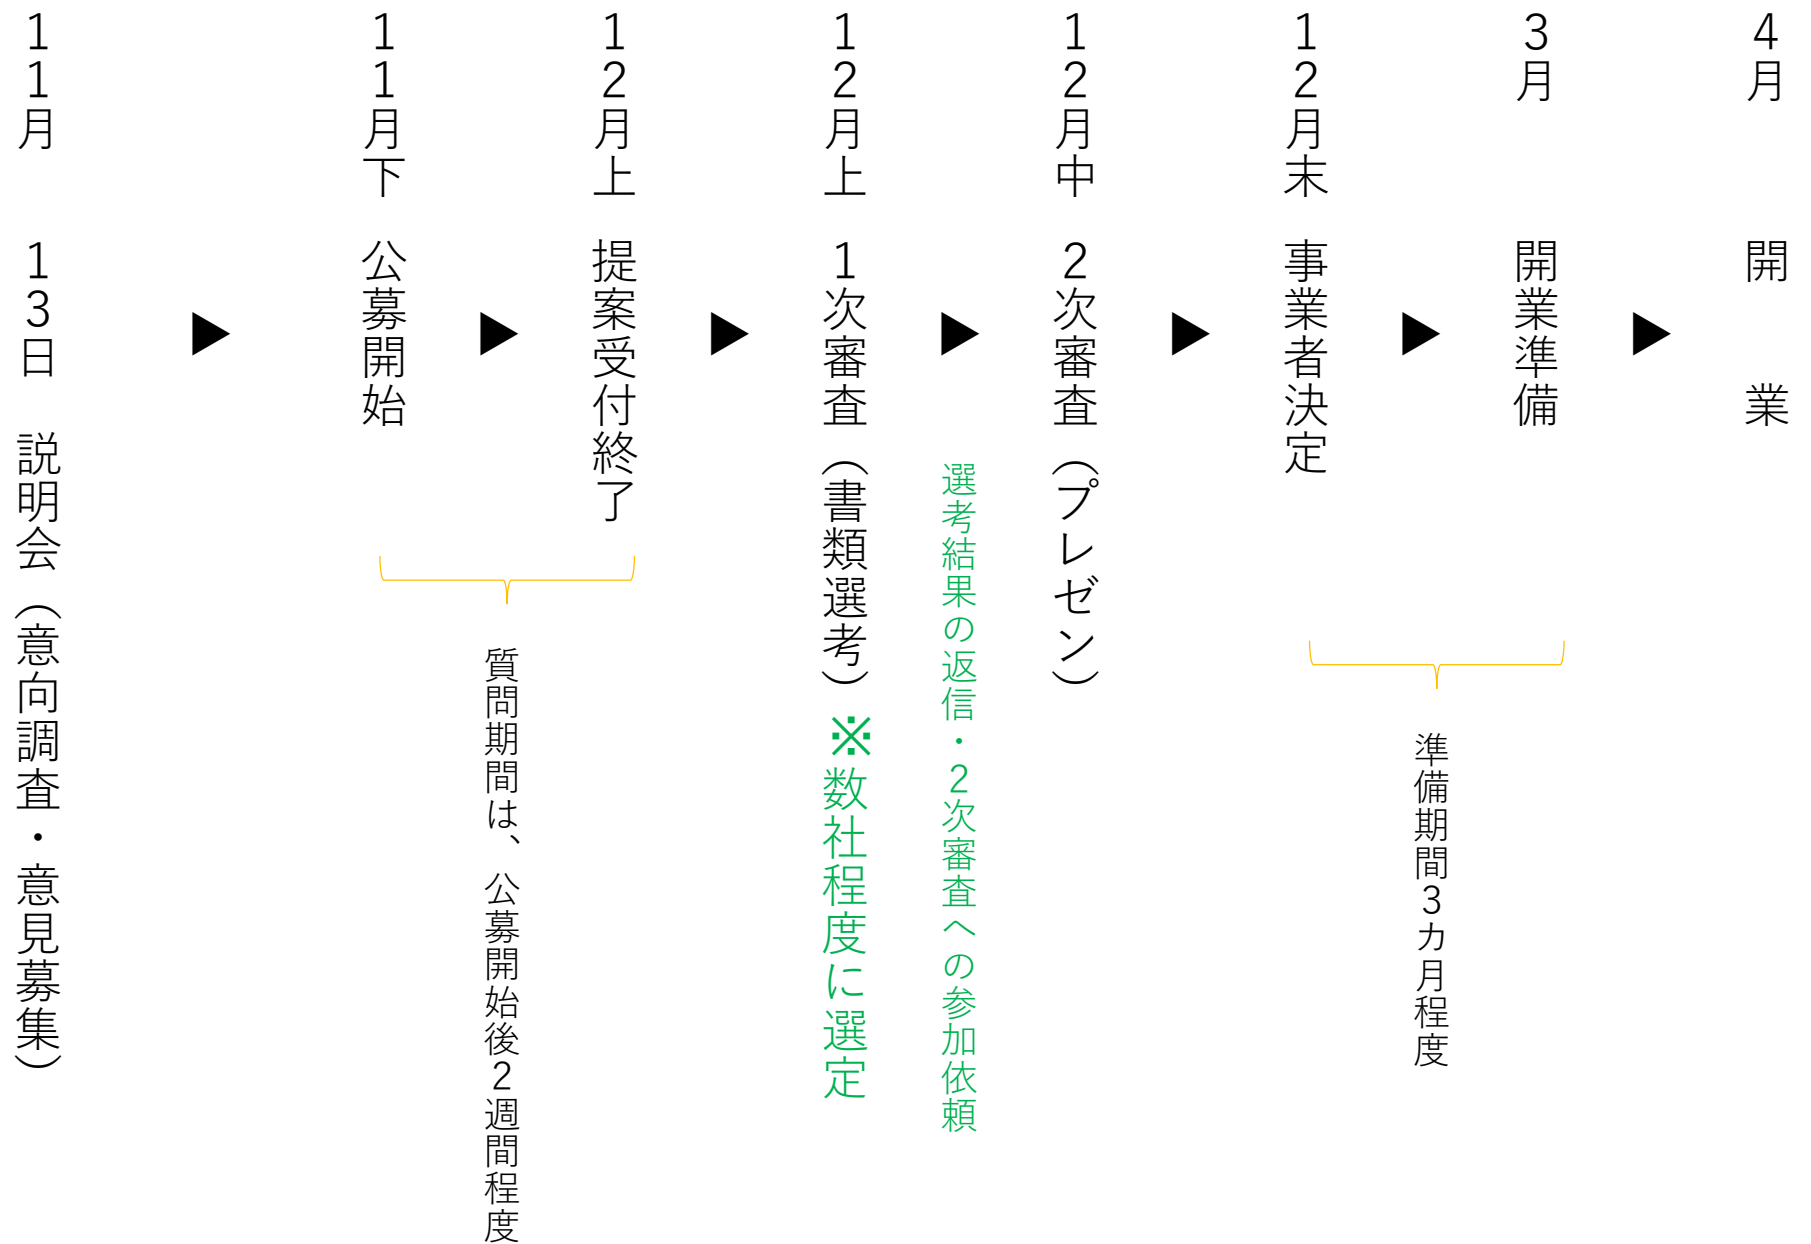 11月 13日 説明会（意向調査・意見募集）
▶
11月下 公募開始
▶
12月上 提案受付終了
質問期間は、公募開始後2週間程度
▶
12月上 1次審査（書類選考）※数社程度に選定
▶
選考結果の返信・2次審査への参加依頼
12月中 2次審査（プレゼン）
▶
12月末 事業者決定
▶
準備期間3カ月程度
3月 開業準備
▶
4月 開 業